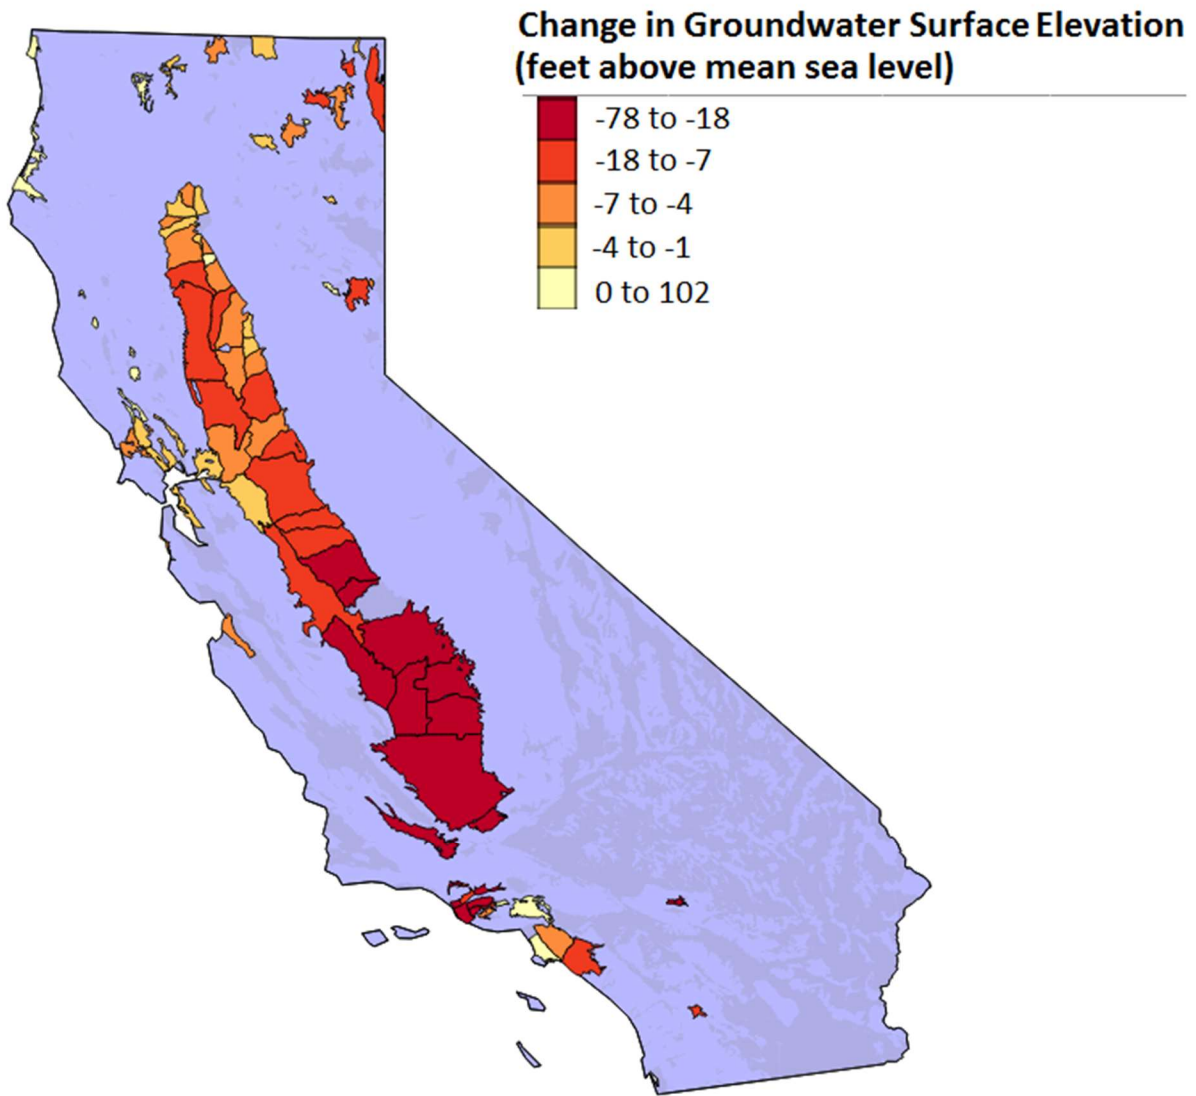 Change in Groundwater Surface Elevation
(feet above mean sea level)
-78 to -18
-18 to -7
-7 to -4
-4 to -1
0 to 102